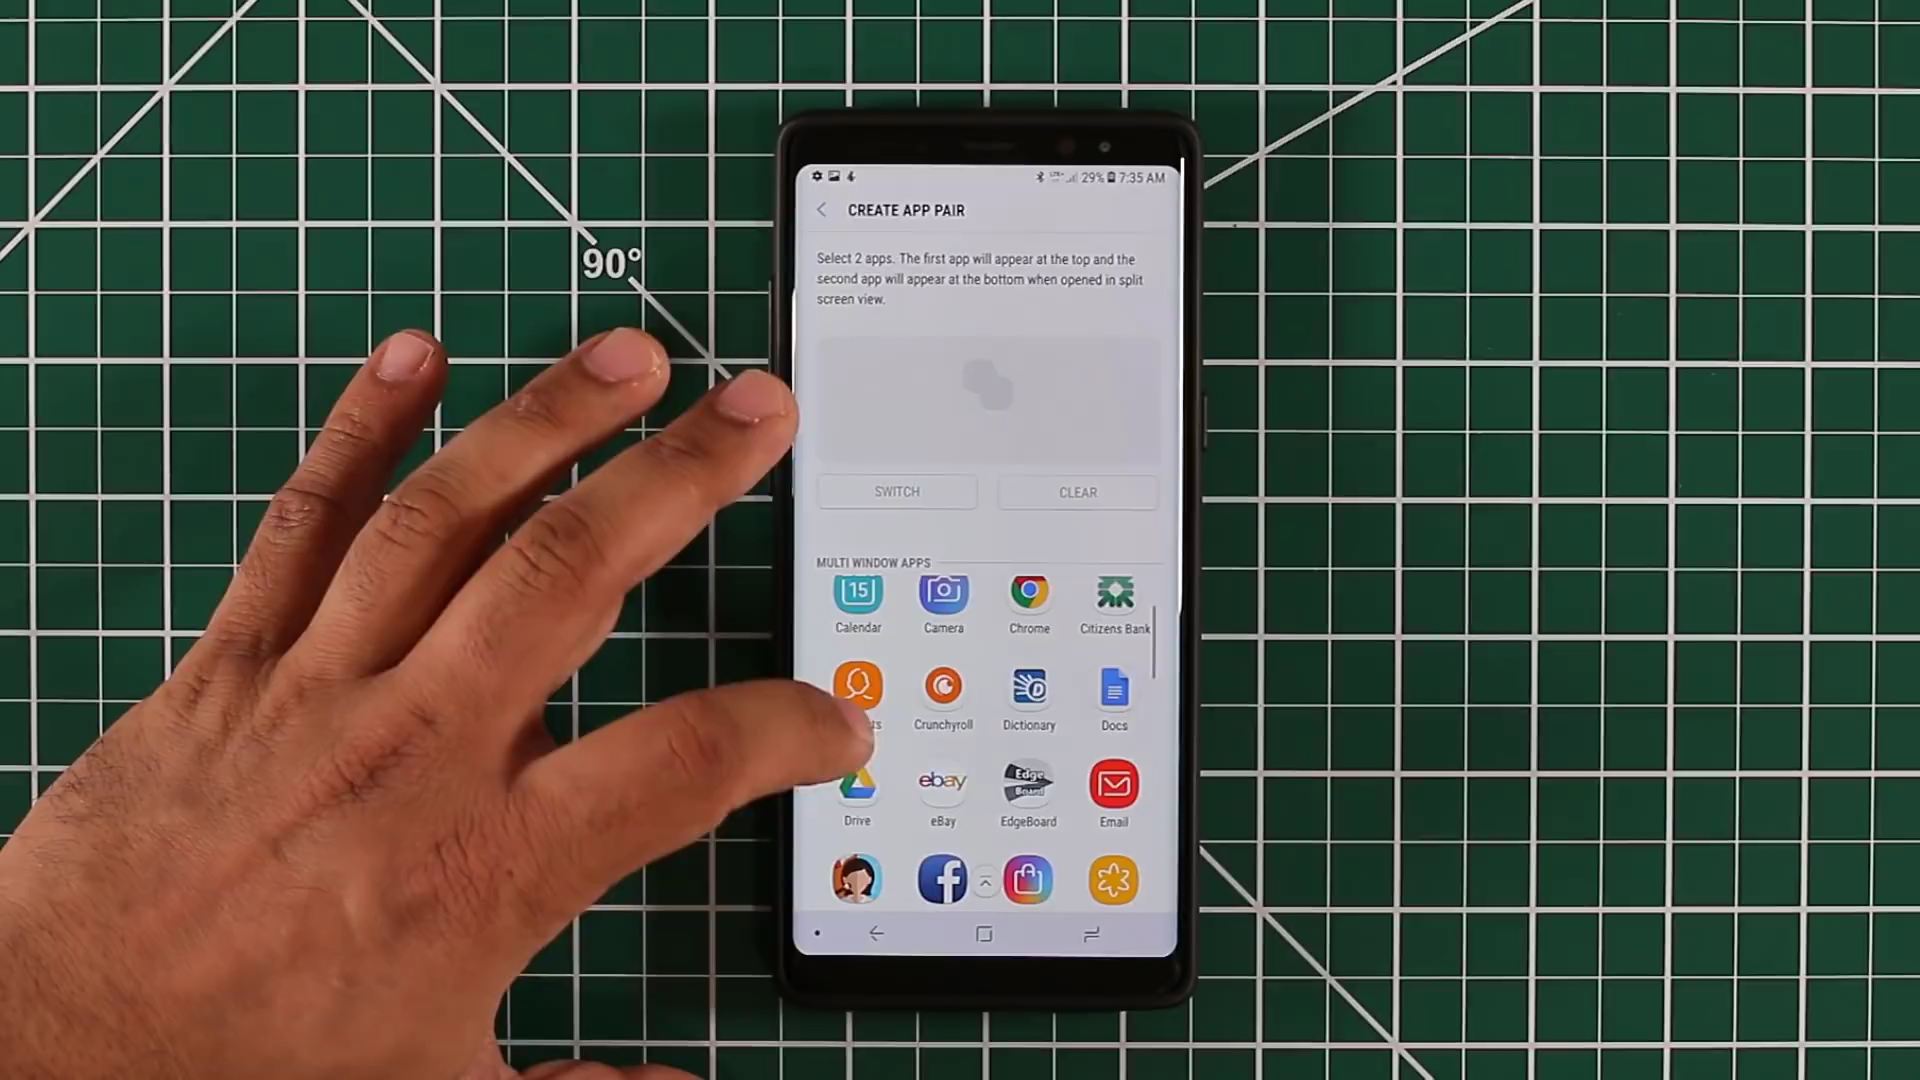 90°
29% 7:35 AM
CREATE APP PAIR
Select 2 apps. The first app will appear at the top and the
second app will appear at the bottom when opened in split
screen view.
SWITCH CLEAR
MULTI WINDOW APPS
15
Calendar Camera Chrome Citizens Bank
ts Crunchyroll Dictionary Docs
ebay Edge
Board
Drive eBay EdgeBoard Email